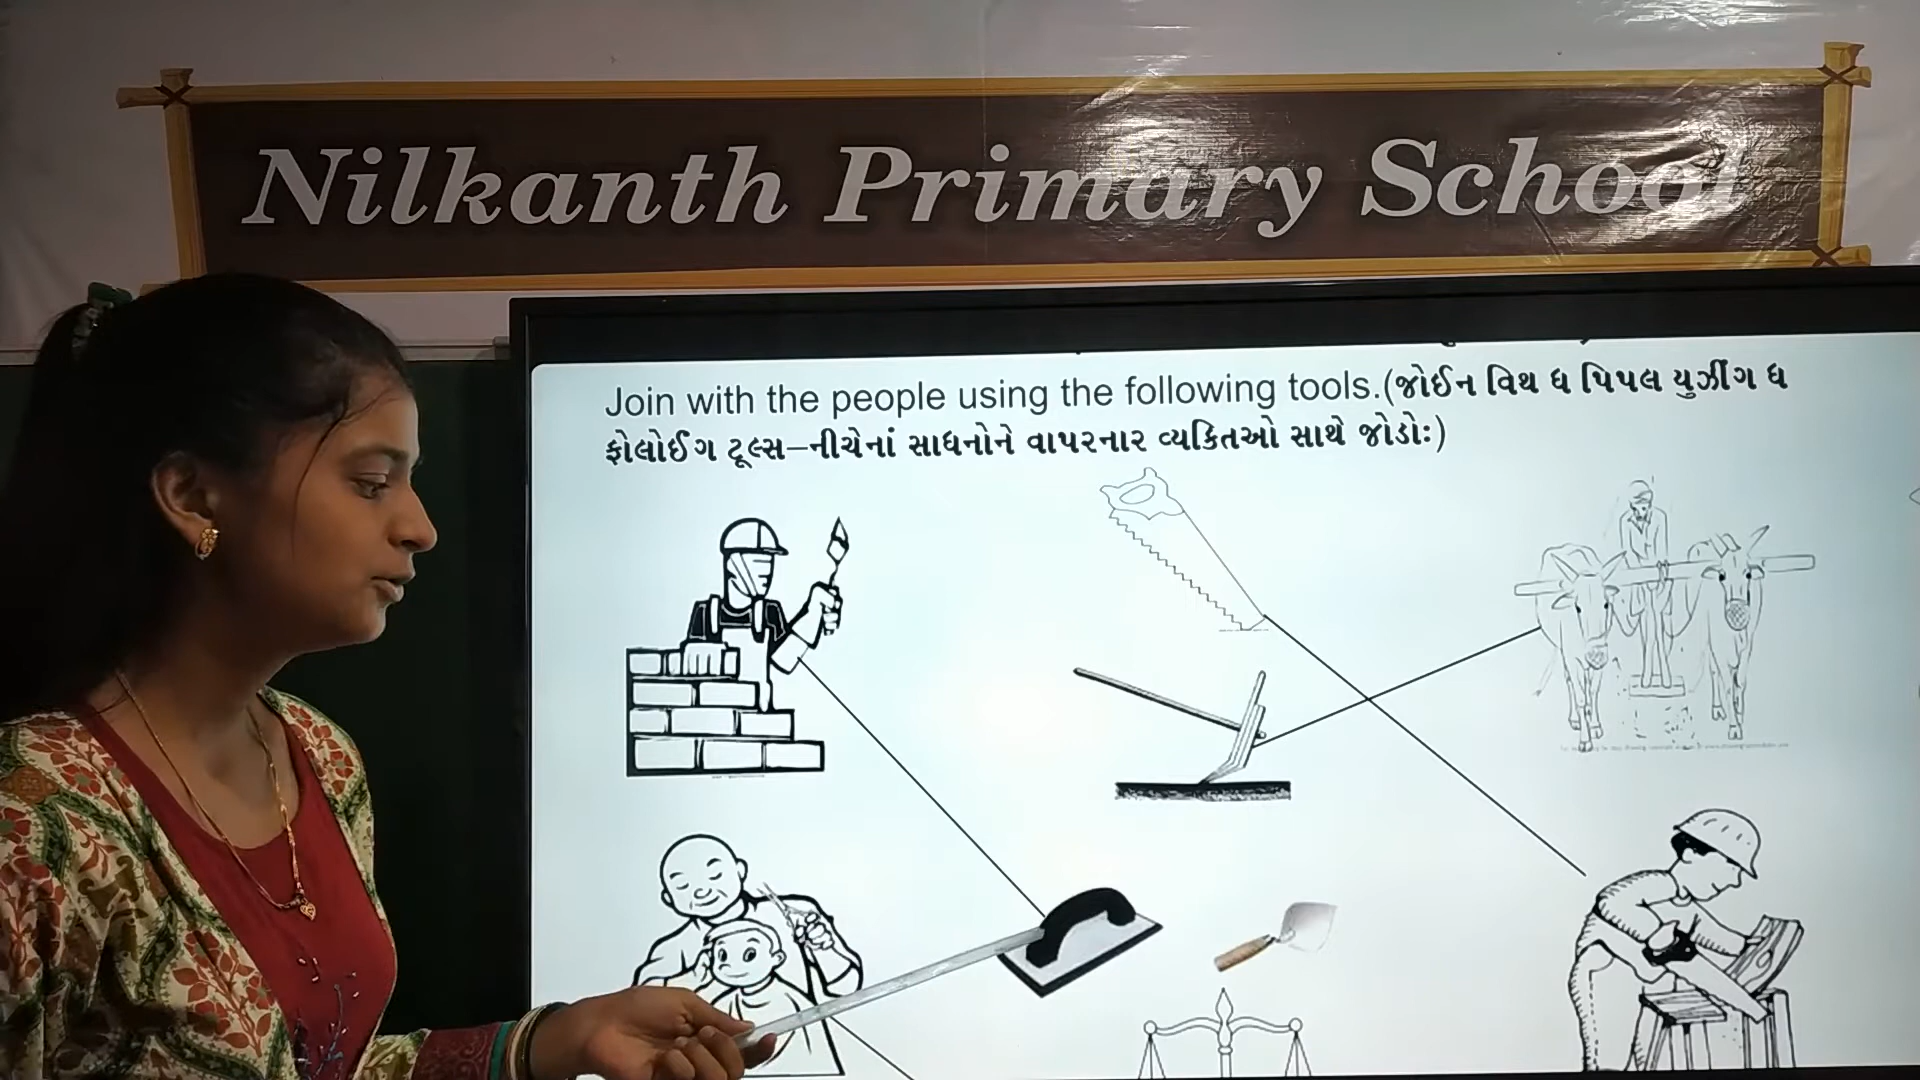 Nilkanth Primary School
Join with the people using the following tools.(જોઈન વિથ ધ પિપલ યુઝીંગ ધ
ફોલોઈંગ ટૂલ્સ–નીચેનાં સાધનોને વાપરનાર વ્યકિતઓ સાથે જોડોઃ)